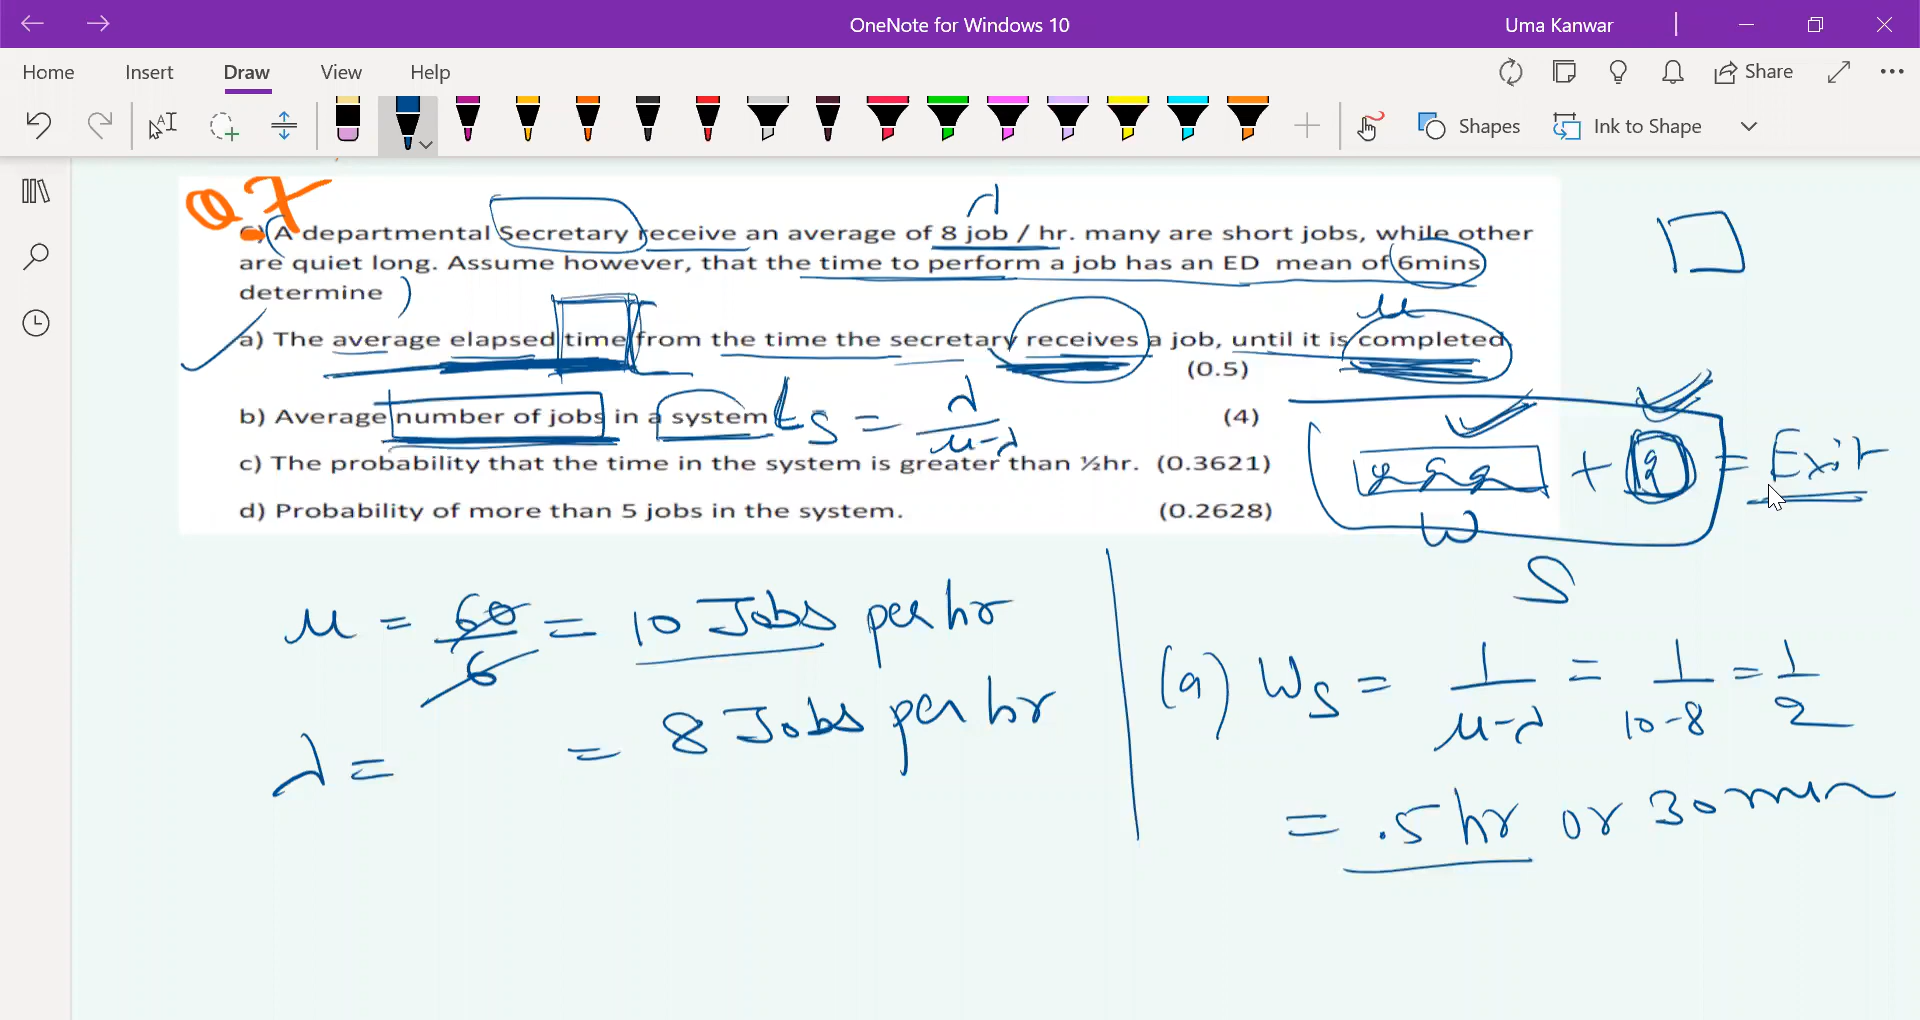 OneNote for Windows 10
Uma Kanwar
Home Insert Draw View Help
Share
Shapes Ink to Shape
Q.7
λ
c) A departmental Secretary receive an average of 8 job / hr. many are short jobs, while other
are quiet long. Assume however, that the time to perform a job has an ED mean of 6mins
determine )
μ
a) The average elapsed time from the time the secretary receives a job, until it is completed.
(0.5)
b) Average number of jobs in a system (4)
Ls = λ / μ-λ
c) The probability that the time in the system is greater than ½hr. (0.3621)
d) Probability of more than 5 jobs in the system. (0.2628)
+ = Exit
W
S
μ = 60/6 = 10 Jobs per hr
λ = = 8 Jobs per hr
(a) Ws = 1/μ-λ = 1/10-8 = 1/2
= .5 hr or 30 min